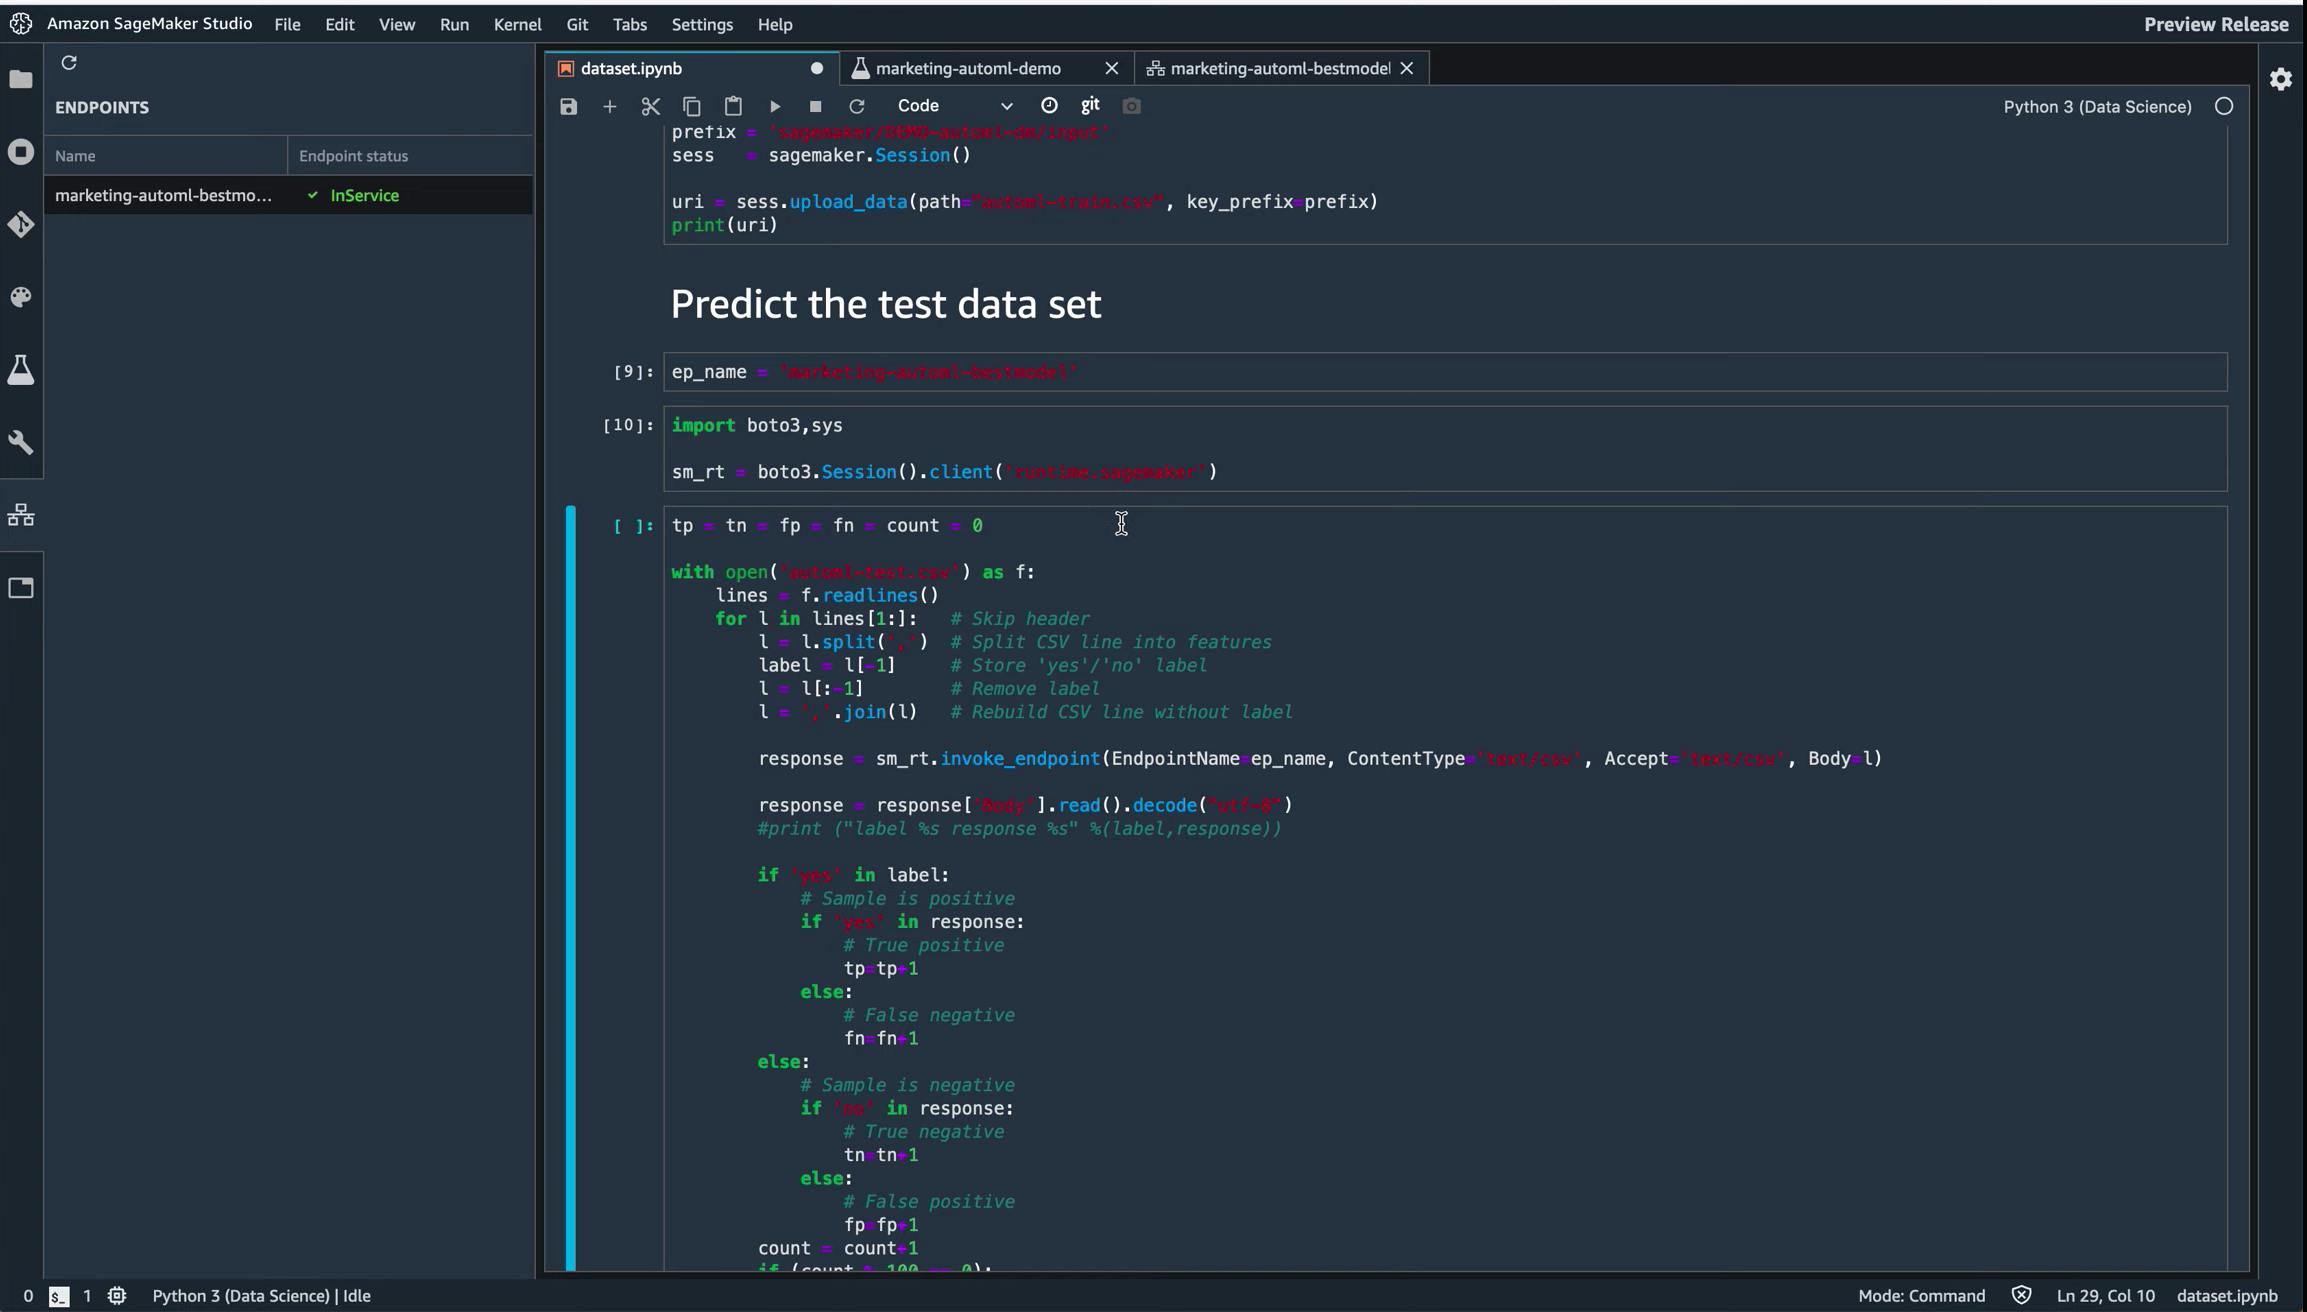 Amazon SageMaker Studio File Edit View Run Kernel Git Tabs Settings Help Preview Release
dataset.ipynb marketing-automl-demo marketing-automl-bestmodel
ENDPOINTS
Code git Python 3 (Data Science)
Name Endpoint status
marketing-automl-bestmo... InService
prefix = 'sagemaker/DEMO-automl-dm/input'
sess = sagemaker.Session()
uri = sess.upload_data(path="automl-train.csv", key_prefix=prefix)
print(uri)
Predict the test data set
[9]: ep_name = 'marketing-automl-bestmodel'
[10]: import boto3,sys
sm_rt = boto3.Session().client('runtime.sagemaker')
[ ]: tp = tn = fp = fn = count = 0
with open('automl-test.csv') as f:
lines = f.readlines()
for l in lines[1:]: # Skip header
l = l.split(',') # Split CSV line into features
label = l[-1] # Store 'yes'/'no' label
l = l[:-1] # Remove label
l = ','.join(l) # Rebuild CSV line without label
response = sm_rt.invoke_endpoint(EndpointName=ep_name, ContentType='text/csv', Accept='text/csv', Body=l)
response = response['Body'].read().decode("utf-8")
#print ("label %s response %s" %(label,response))
if 'yes' in label:
# Sample is positive
if 'yes' in response:
# True positive
tp=tp+1
else:
# False negative
fn=fn+1
else:
# Sample is negative
if 'no' in response:
# True negative
tn=tn+1
else:
# False positive
fp=fp+1
count = count+1
if (count % 100 == 0):
0 $_ 1 Python 3 (Data Science) | Idle Mode: Command Ln 29, Col 10 dataset.ipynb